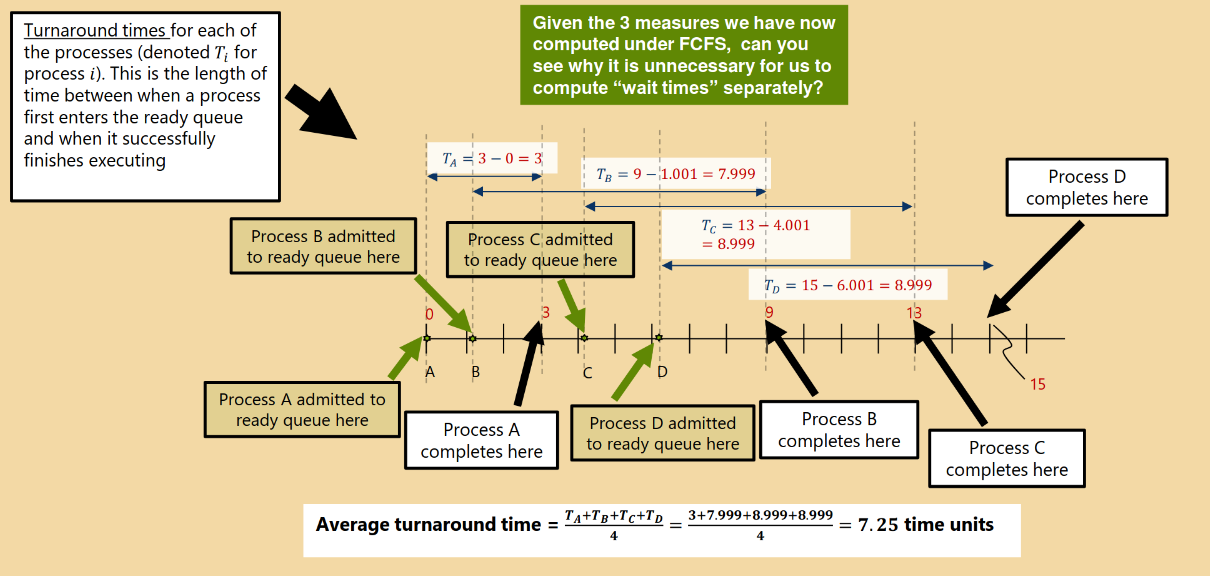 Turnaround times for each of
the processes (denoted Tᵢ for
process i). This is the length of
time between when a process
first enters the ready queue
and when it successfully
finishes executing
Given the 3 measures we have now
computed under FCFS, can you
see why it is unnecessary for us to
compute “wait times” separately?
T_A = 3 − 0 = 3
T_B = 9 − 1.001 = 7.999
T_C = 13 − 4.001
= 8.999
T_D = 15 − 6.001 = 8.999
Process D
completes here
Process B admitted
to ready queue here
Process C admitted
to ready queue here
0
3
9
13
15
A
B
C
D
Process A admitted to
ready queue here
Process A
completes here
Process D admitted
to ready queue here
Process B
completes here
Process C
completes here
Average turnaround time = (T_A+T_B+T_C+T_D)/4 = (3+7.999+8.999+8.999)/4 = 7.25 time units